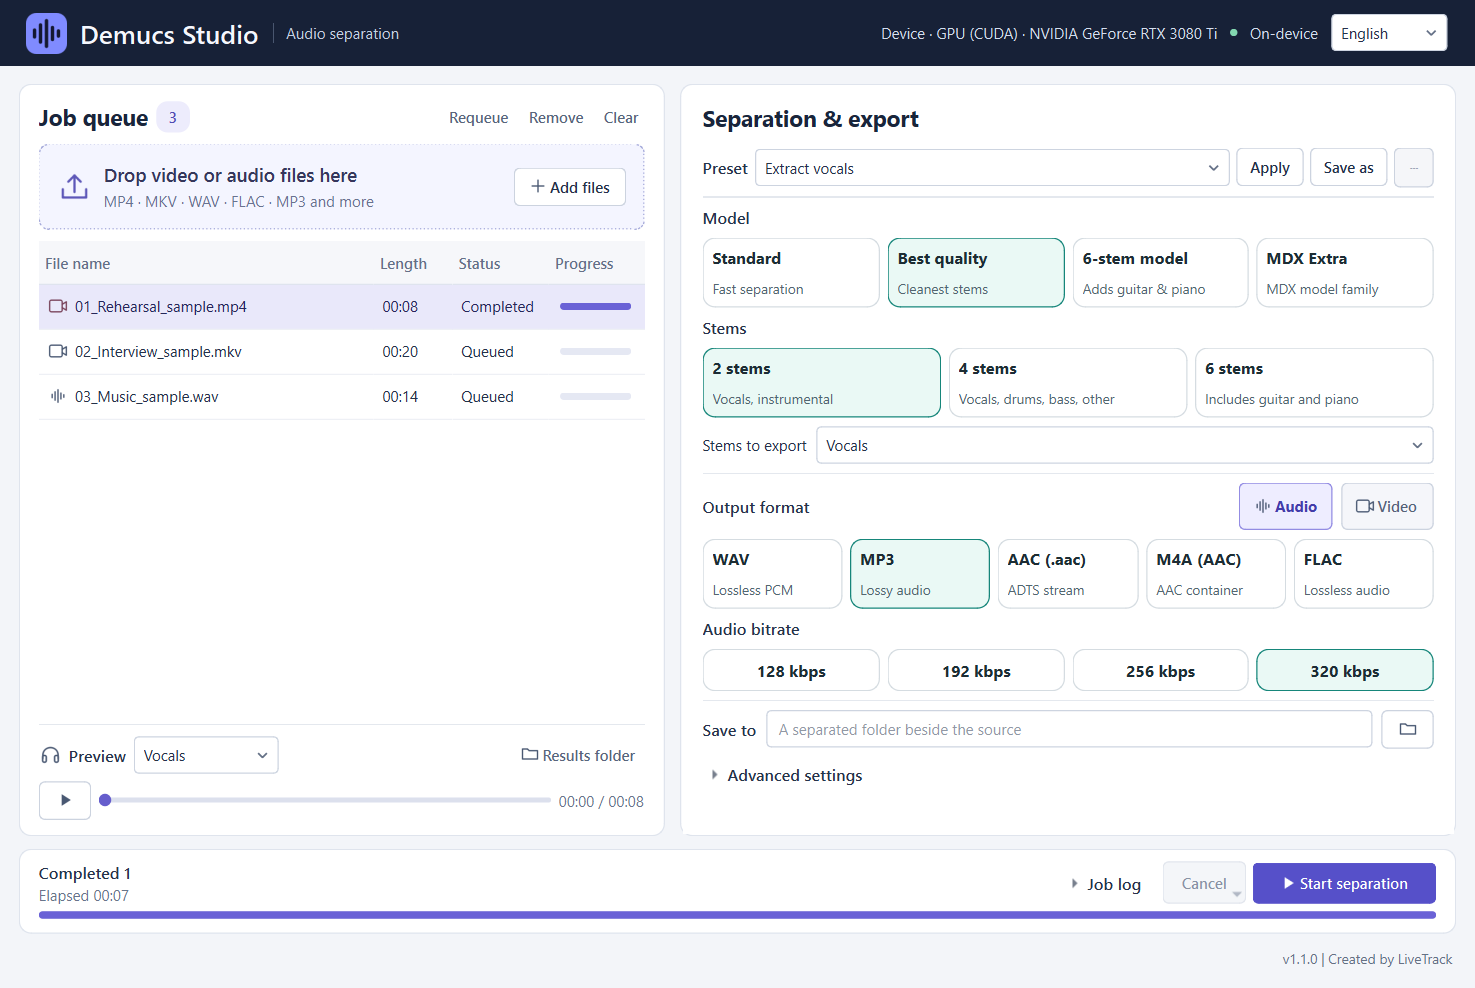 Demucs Studio
Audio separation
Device · GPU (CUDA) · NVIDIA GeForce RTX 3080 Ti
On-device
English
Job queue 3
Requeue Remove Clear
Drop video or audio files here
MP4 · MKV · WAV · FLAC · MP3 and more
+ Add files
File name Length Status Progress
01_Rehearsal_sample.mp4 00:08 Completed
02_Interview_sample.mkv 00:20 Queued
03_Music_sample.wav 00:14 Queued
Preview Vocals
Results folder
00:00 / 00:08
Separation & export
Preset Extract vocals Apply Save as ...
Model
Standard
Fast separation
Best quality
Cleanest stems
6-stem model
Adds guitar & piano
MDX Extra
MDX model family
Stems
2 stems
Vocals, instrumental
4 stems
Vocals, drums, bass, other
6 stems
Includes guitar and piano
Stems to export Vocals
Output format
Audio
Video
WAV
Lossless PCM
MP3
Lossy audio
AAC (.aac)
ADTS stream
M4A (AAC)
AAC container
FLAC
Lossless audio
Audio bitrate
128 kbps 192 kbps 256 kbps 320 kbps
Save to A separated folder beside the source
Advanced settings
Completed 1
Elapsed 00:07
Job log
Cancel
Start separation
v1.1.0 | Created by LiveTrack